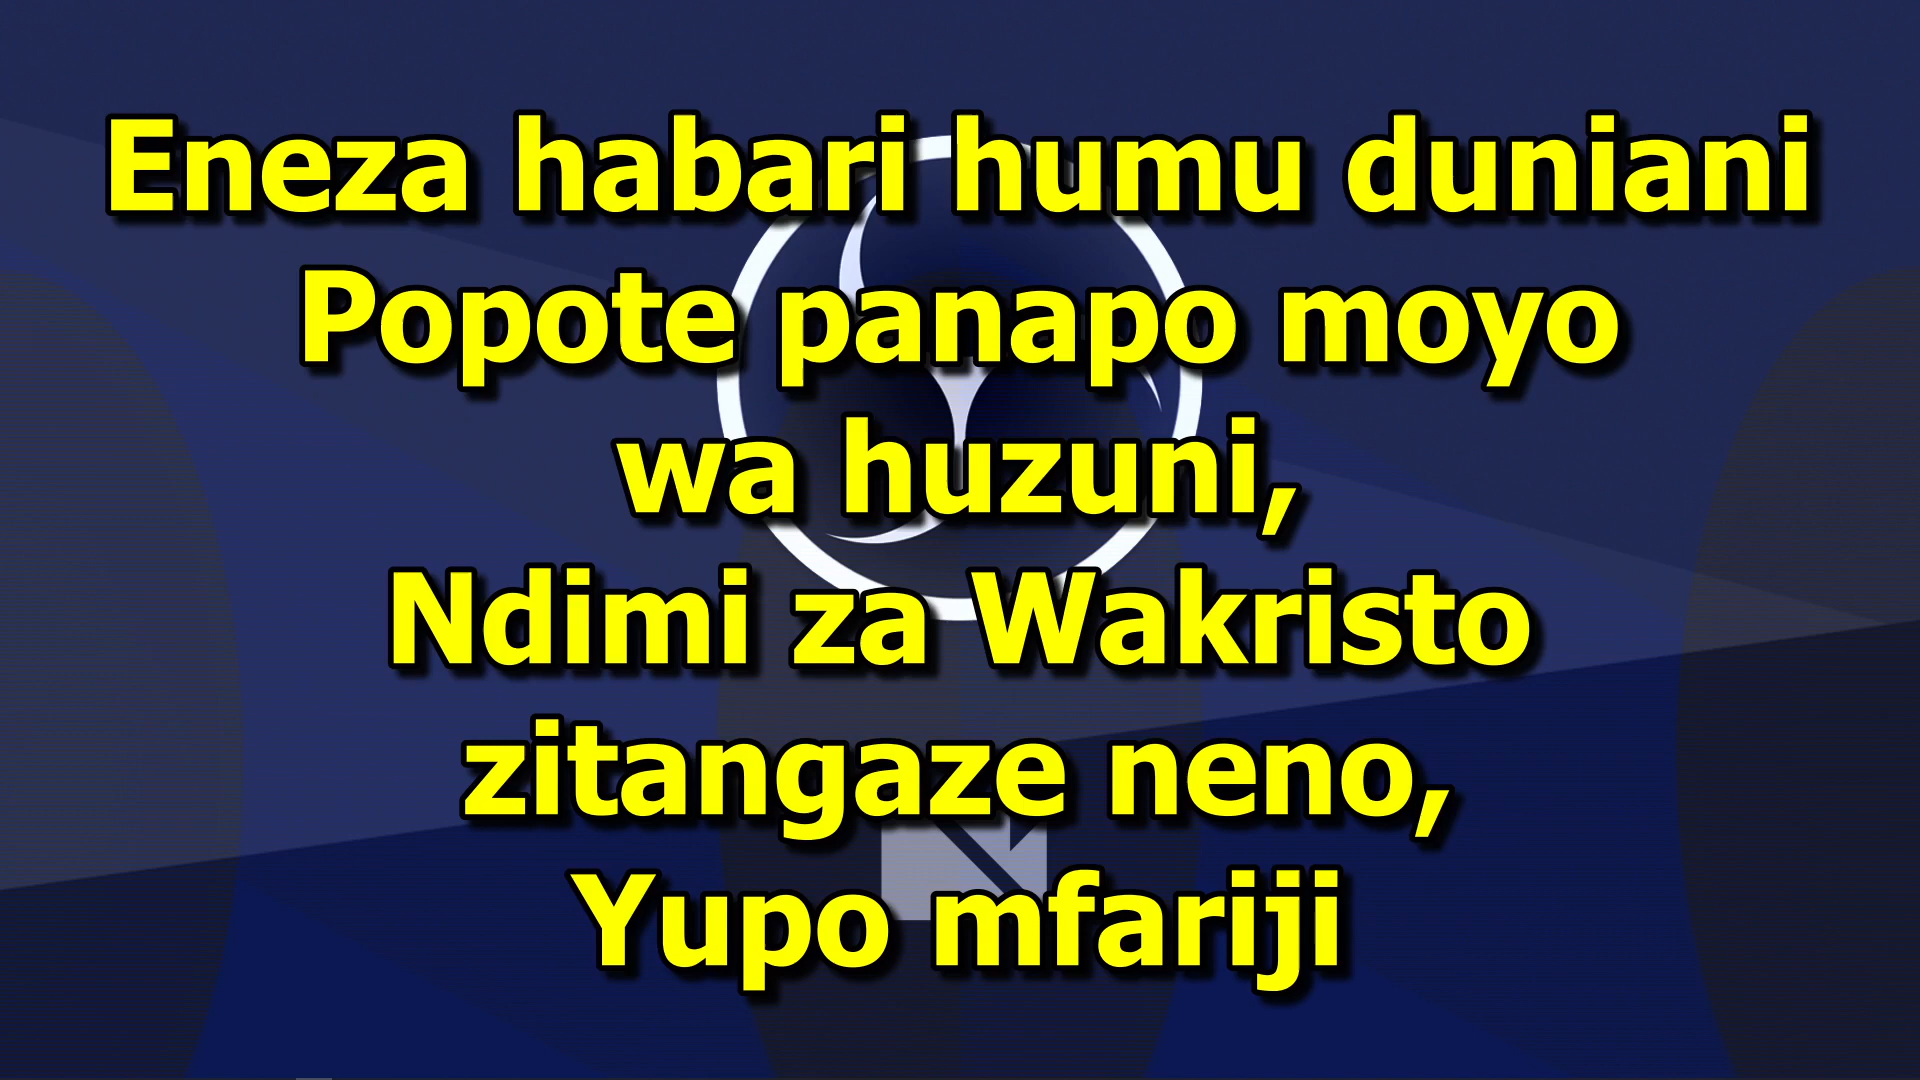 Eneza habari humu duniani
Popote panapo moyo
wa huzuni,
Ndimi za Wakristo
zitangaze neno,
Yupo mfariji